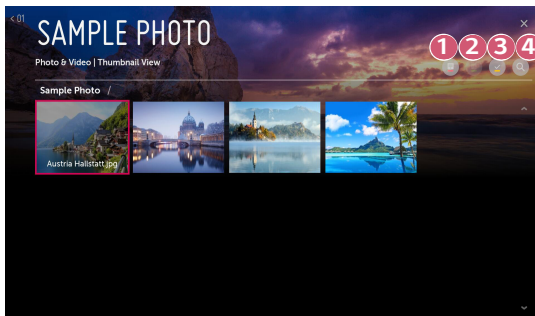 < 01
SAMPLE PHOTO
1 2 3 4
Photo & Video | Thumbnail View
Sample Photo /
Austria Hallstatt.jpg